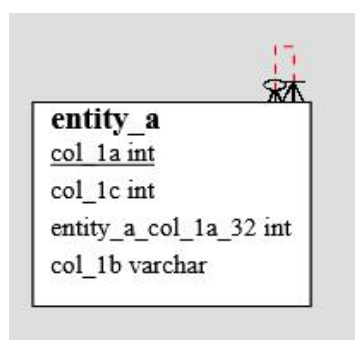 entity_a
col_1a int
col_1c int
entity_a_col_1a_32 int
col_1b varchar